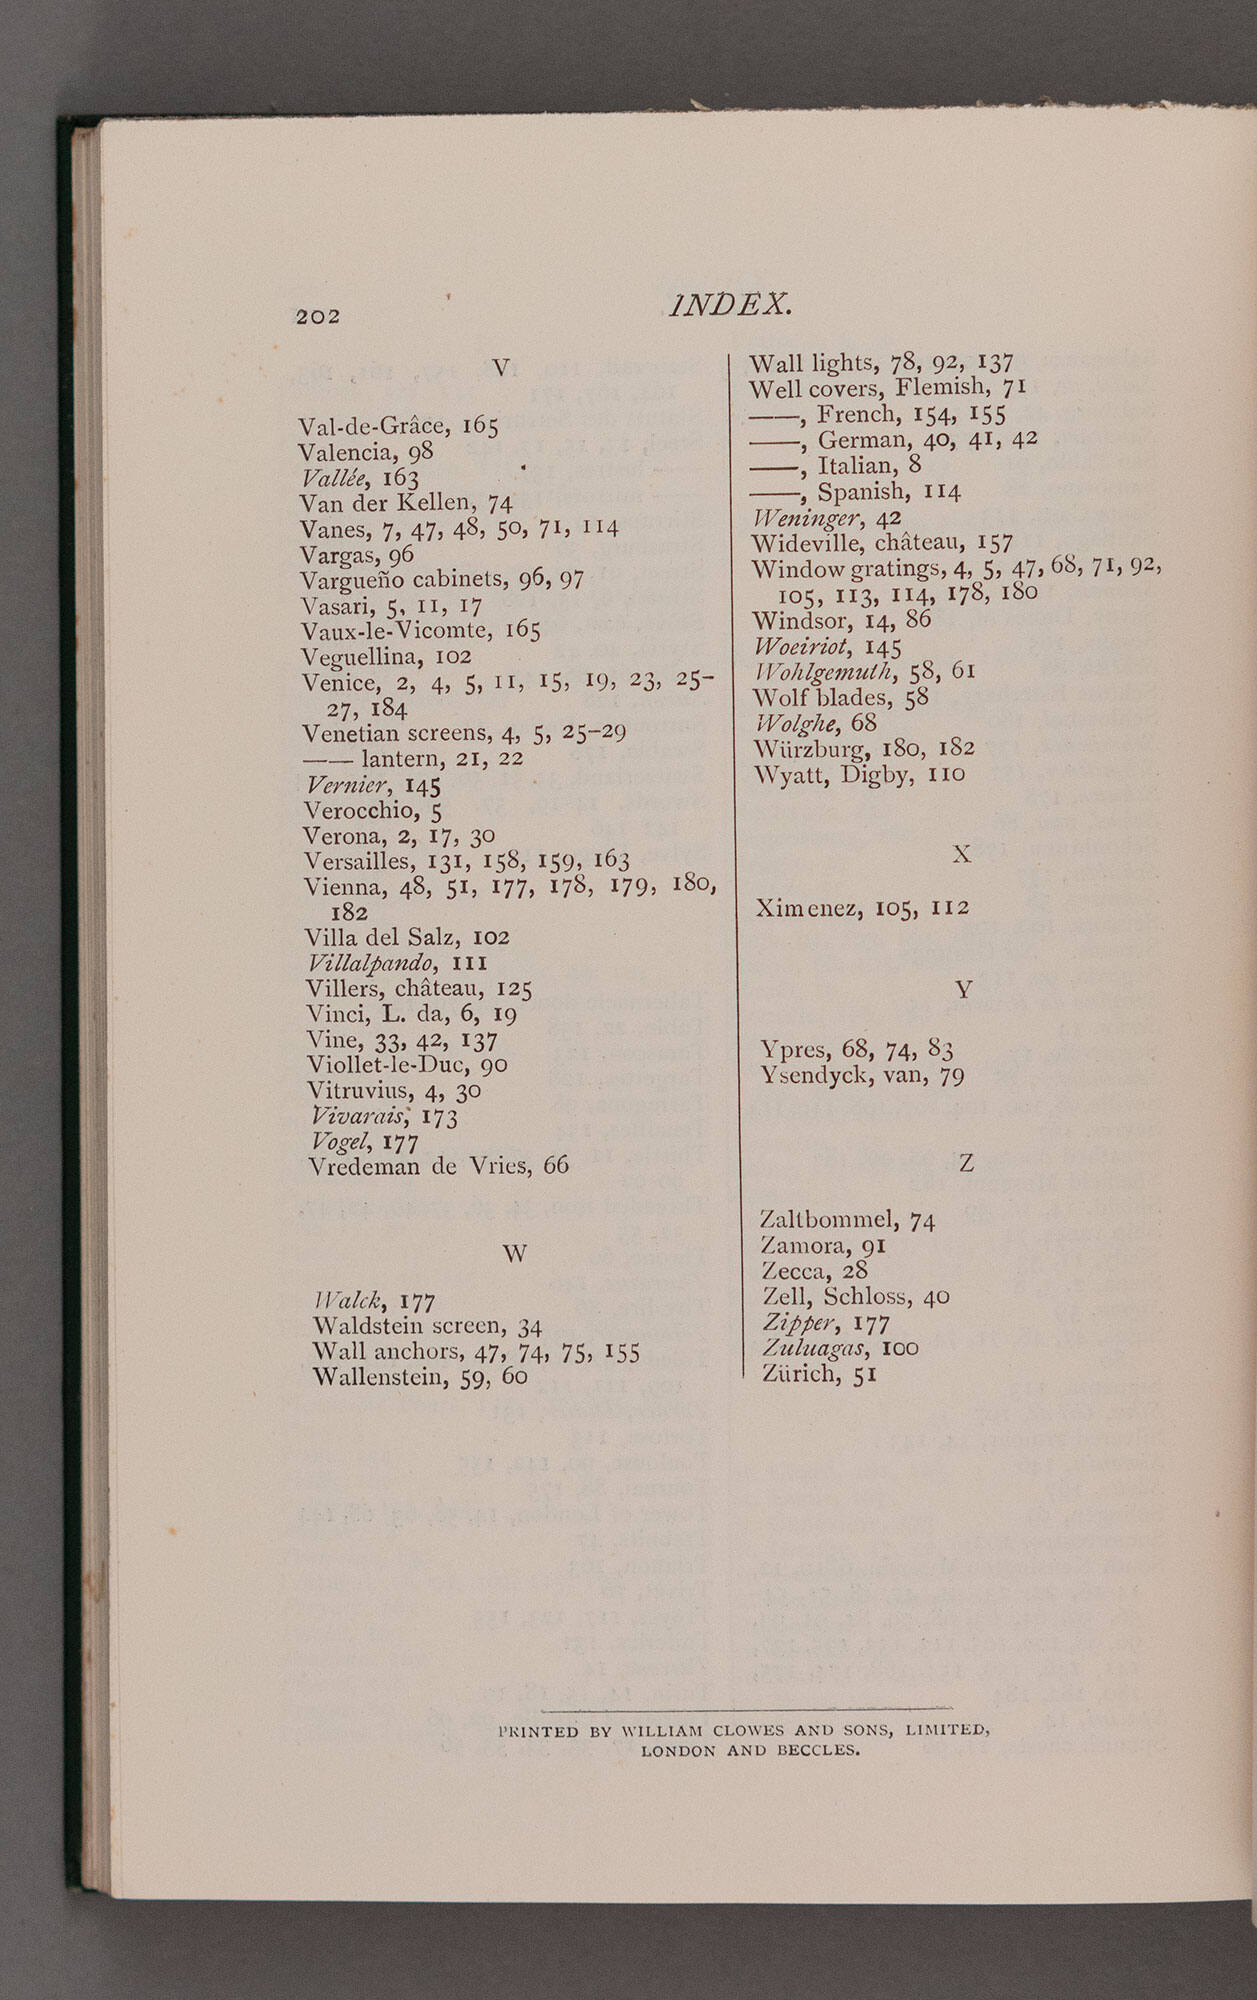 202
INDEX.
V
Val-de-Grâce, 165
Valencia, 98
Vallée, 163
Van der Kellen, 74
Vanes, 7, 47, 48, 50, 71, 114
Vargas, 96
Vargueño cabinets, 96, 97
Vasari, 5, 11, 17
Vaux-le-Vicomte, 165
Veguellina, 102
Venice, 2, 4, 5, 11, 15, 19, 23, 25–
27, 184
Venetian screens, 4, 5, 25–29
—— lantern, 21, 22
Vernier, 145
Verocchio, 5
Verona, 2, 17, 30
Versailles, 131, 158, 159, 163
Vienna, 48, 51, 177, 178, 179, 180,
182
Villa del Salz, 102
Villalpando, 111
Villers, château, 125
Vinci, L. da, 6, 19
Vine, 33, 42, 137
Viollet-le-Duc, 90
Vitruvius, 4, 30
Vivarais, 173
Vogel, 177
Vredeman de Vries, 66
W
Walck, 177
Waldstein screen, 34
Wall anchors, 47, 74, 75, 155
Wallenstein, 59, 60
Wall lights, 78, 92, 137
Well covers, Flemish, 71
——, French, 154, 155
——, German, 40, 41, 42
——, Italian, 8
——, Spanish, 114
Weninger, 42
Wideville, château, 157
Window gratings, 4, 5, 47, 68, 71, 92,
105, 113, 114, 178, 180
Windsor, 14, 86
Woeiriot, 145
Wohlgemuth, 58, 61
Wolf blades, 58
Wolghe, 68
Würzburg, 180, 182
Wyatt, Digby, 110
X
Ximenez, 105, 112
Y
Ypres, 68, 74, 83
Ysendyck, van, 79
Z
Zaltbommel, 74
Zamora, 91
Zecca, 28
Zell, Schloss, 40
Zipper, 177
Zuluagas, 100
Zürich, 51
PRINTED BY WILLIAM CLOWES AND SONS, LIMITED,
LONDON AND BECCLES.